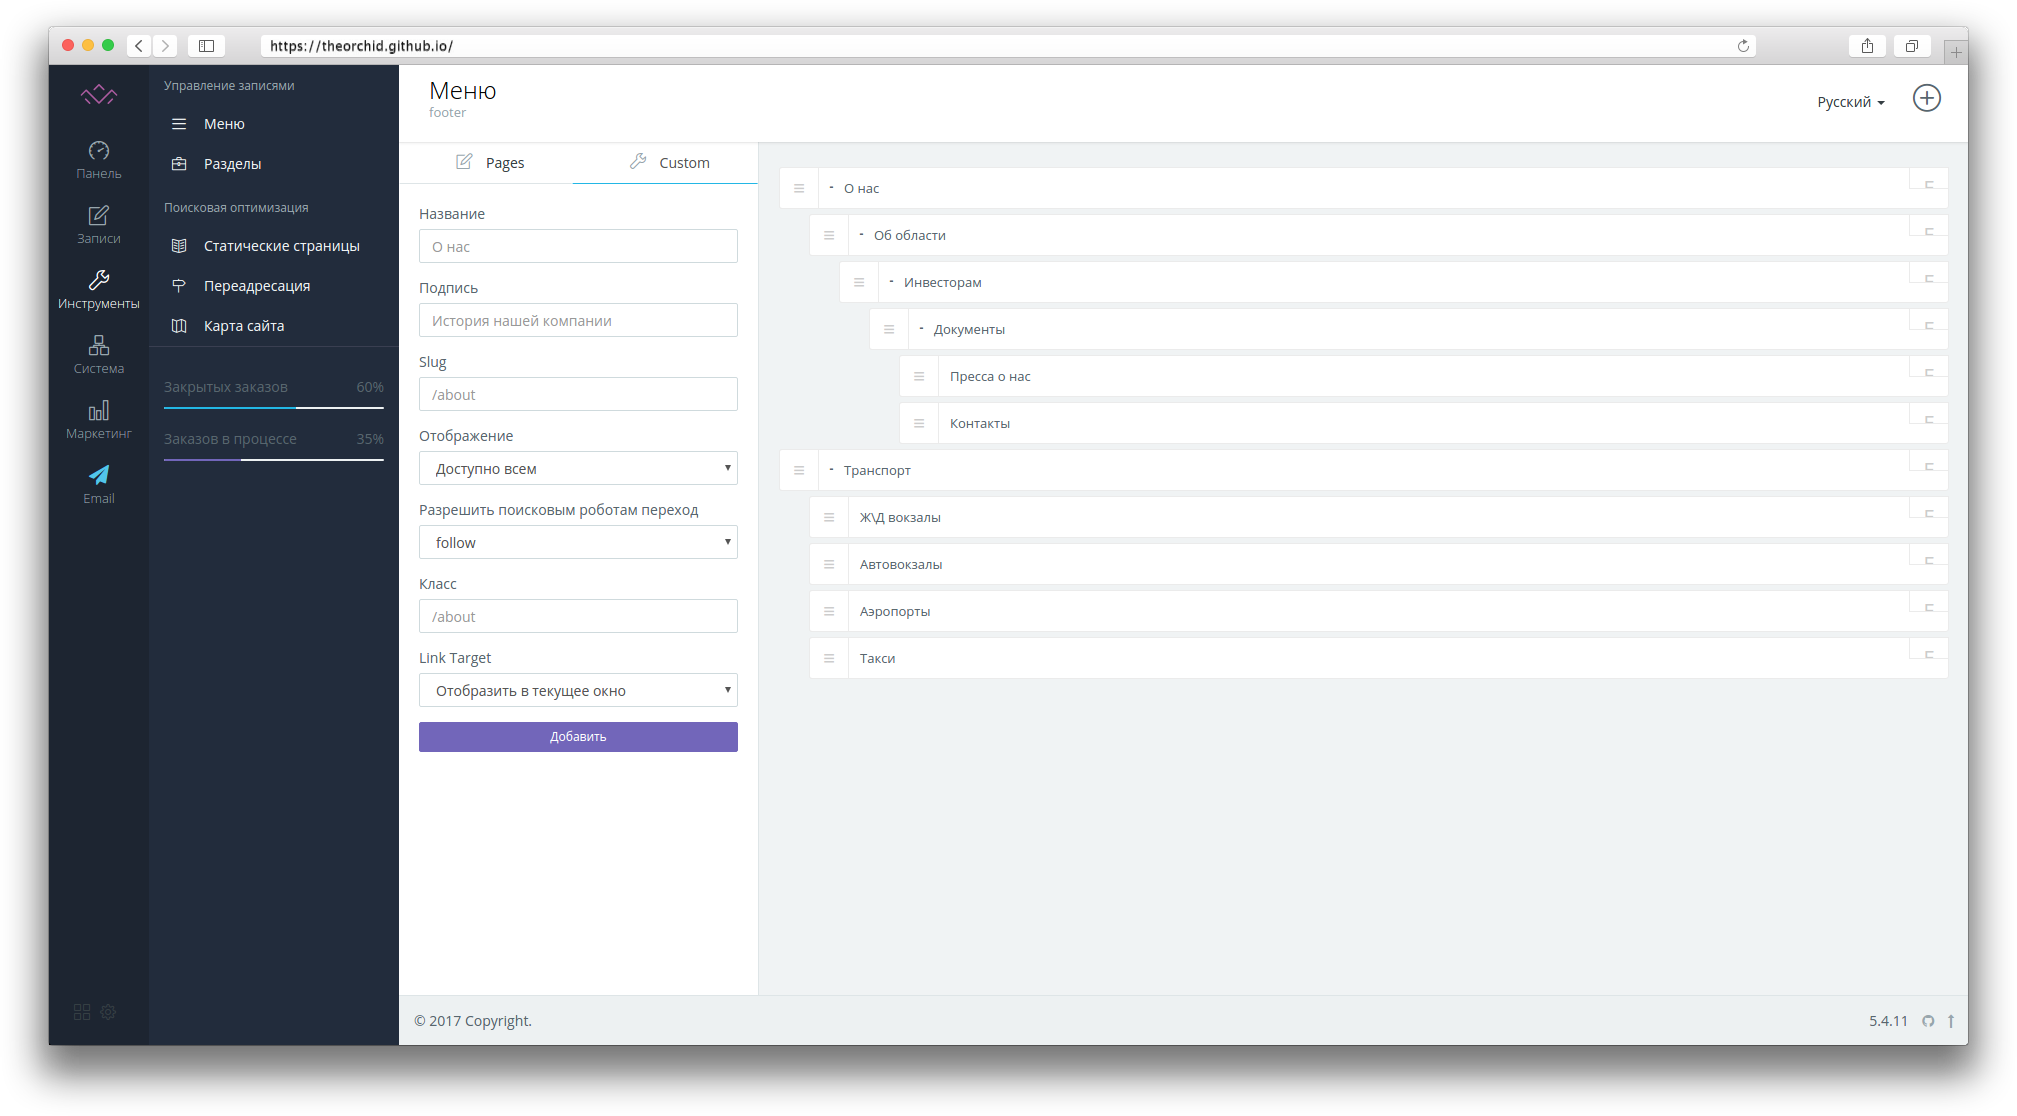 https://theorchid.github.io/
Панель
Записи
Инструменты
Система
Маркетинг
Email
Управление записями
Меню
Разделы
Поисковая оптимизация
Статические страницы
Переадресация
Карта сайта
Закрытых заказов 60%
Заказов в процессе 35%
Меню
footer
Русский
Pages Custom
Название
О нас
Подпись
История нашей компании
Slug
/about
Отображение
Доступно всем
Разрешить поисковым роботам переход
follow
Класс
/about
Link Target
Отобразить в текущее окно
Добавить
- О нас
- Об области
- Инвесторам
- Документы
Пресса о нас
Контакты
- Транспорт
Ж\Д вокзалы
Автовокзалы
Аэропорты
Такси
© 2017 Copyright.
5.4.11